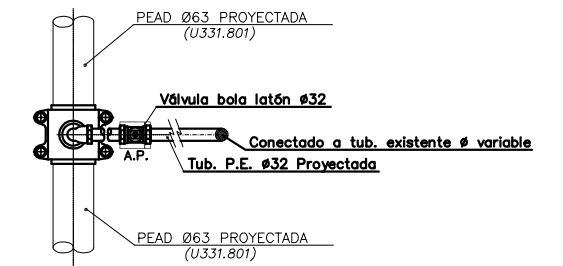 PEAD Ø63 PROYECTADA
(U331.801)
Válvula bola latón ø32
Conectado a tub. existente ø variable
A.P.
Tub. P.E. ø32 Proyectada
PEAD Ø63 PROYECTADA
(U331.801)